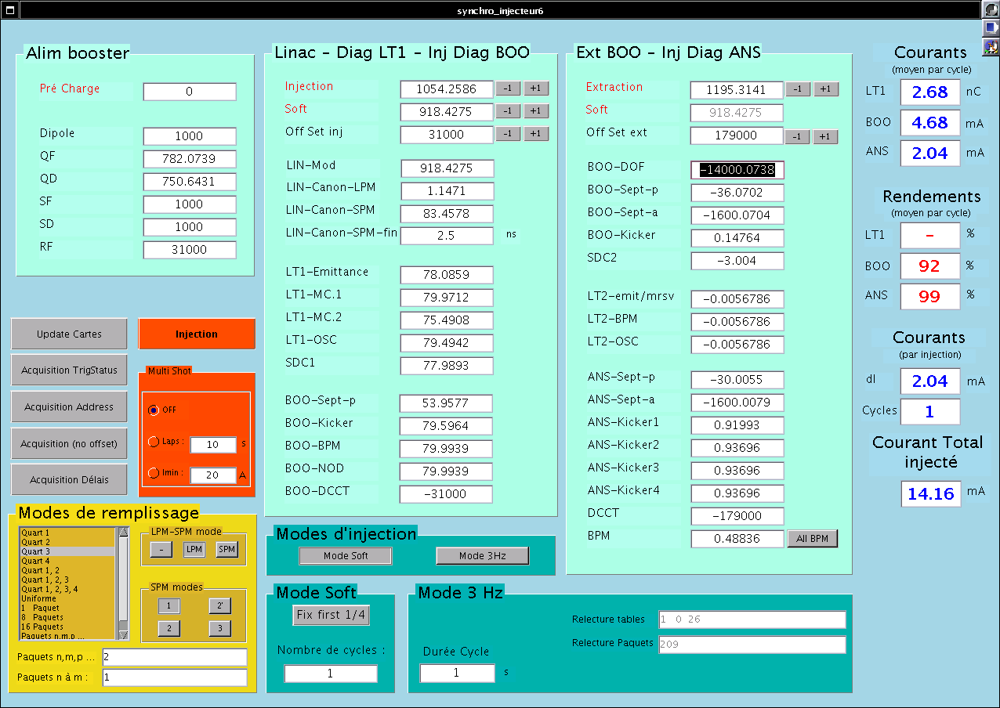 synchro_injecteur6
Alim booster
Pré Charge 0
Dipole 1000
QF 782.0739
QD 750.6431
SF 1000
SD 1000
RF 31000
Update Cartes
Acquisition TrigStatus
Acquisition Address
Acquisition (no offset)
Acquisition Délais
Injection
Multi Shot
OFF
Laps : 10 s
Imin : 20 A
Modes de remplissage
Quart 1
Quart 2
Quart 3
Quart 4
Quart 1, 2
Quart 1, 2, 3
Quart 1, 2, 3, 4
Uniforme
1 Paquet
8 Paquets
16 Paquets
Paquets n,m,p ...
LPM-SPM mode
- LPM SPM
SPM modes
1 2'
2 3
Paquets n,m,p ... 2
Paquets n à m : 1
Linac - Diag LT1 - Inj Diag BOO
Injection 1054.2586 -1 +1
Soft 918.4275 -1 +1
Off Set inj 31000 -1 +1
LIN-Mod 918.4275
LIN-Canon-LPM 1.1471
LIN-Canon-SPM 83.4578
LIN-Canon-SPM-fin 2.5 ns
LT1-Emittance 78.0859
LT1-MC.1 79.9712
LT1-MC.2 75.4908
LT1-OSC 79.4942
SDC1 77.9893
BOO-Sept-p 53.9577
BOO-Kicker 79.5964
BOO-BPM 79.9939
BOO-NOD 79.9939
BOO-DCCT -31000
Modes d'injection
Mode Soft Mode 3Hz
Mode Soft
Fix first 1/4
Nombre de cycles :
1
Mode 3 Hz
Durée Cycle
1 s
Relecture tables 1 0 26
Relecture Paquets 209
Ext BOO - Inj Diag ANS
Extraction 1195.3141 -1 +1
Soft 918.4275
Off Set ext 179000 -1 +1
BOO-DOF -14000.0738
BOO-Sept-p -36.0702
BOO-Sept-a -1600.0704
BOO-Kicker 0.14764
SDC2 -3.004
LT2-emit/mrsv -0.0056786
LT2-BPM -0.0056786
LT2-OSC -0.0056786
ANS-Sept-p -30.0055
ANS-Sept-a -1600.0079
ANS-Kicker1 0.91993
ANS-Kicker2 0.93696
ANS-Kicker3 0.93696
ANS-Kicker4 0.93696
DCCT -179000
BPM 0.48836 All BPM
Courants
(moyen par cycle)
LT1 2.68 nC
BOO 4.68 mA
ANS 2.04 mA
Rendements
(moyen par cycle)
LT1 - %
BOO 92 %
ANS 99 %
Courants
(par injection)
dI 2.04 mA
Cycles 1
Courant Total
injecté
14.16 mA